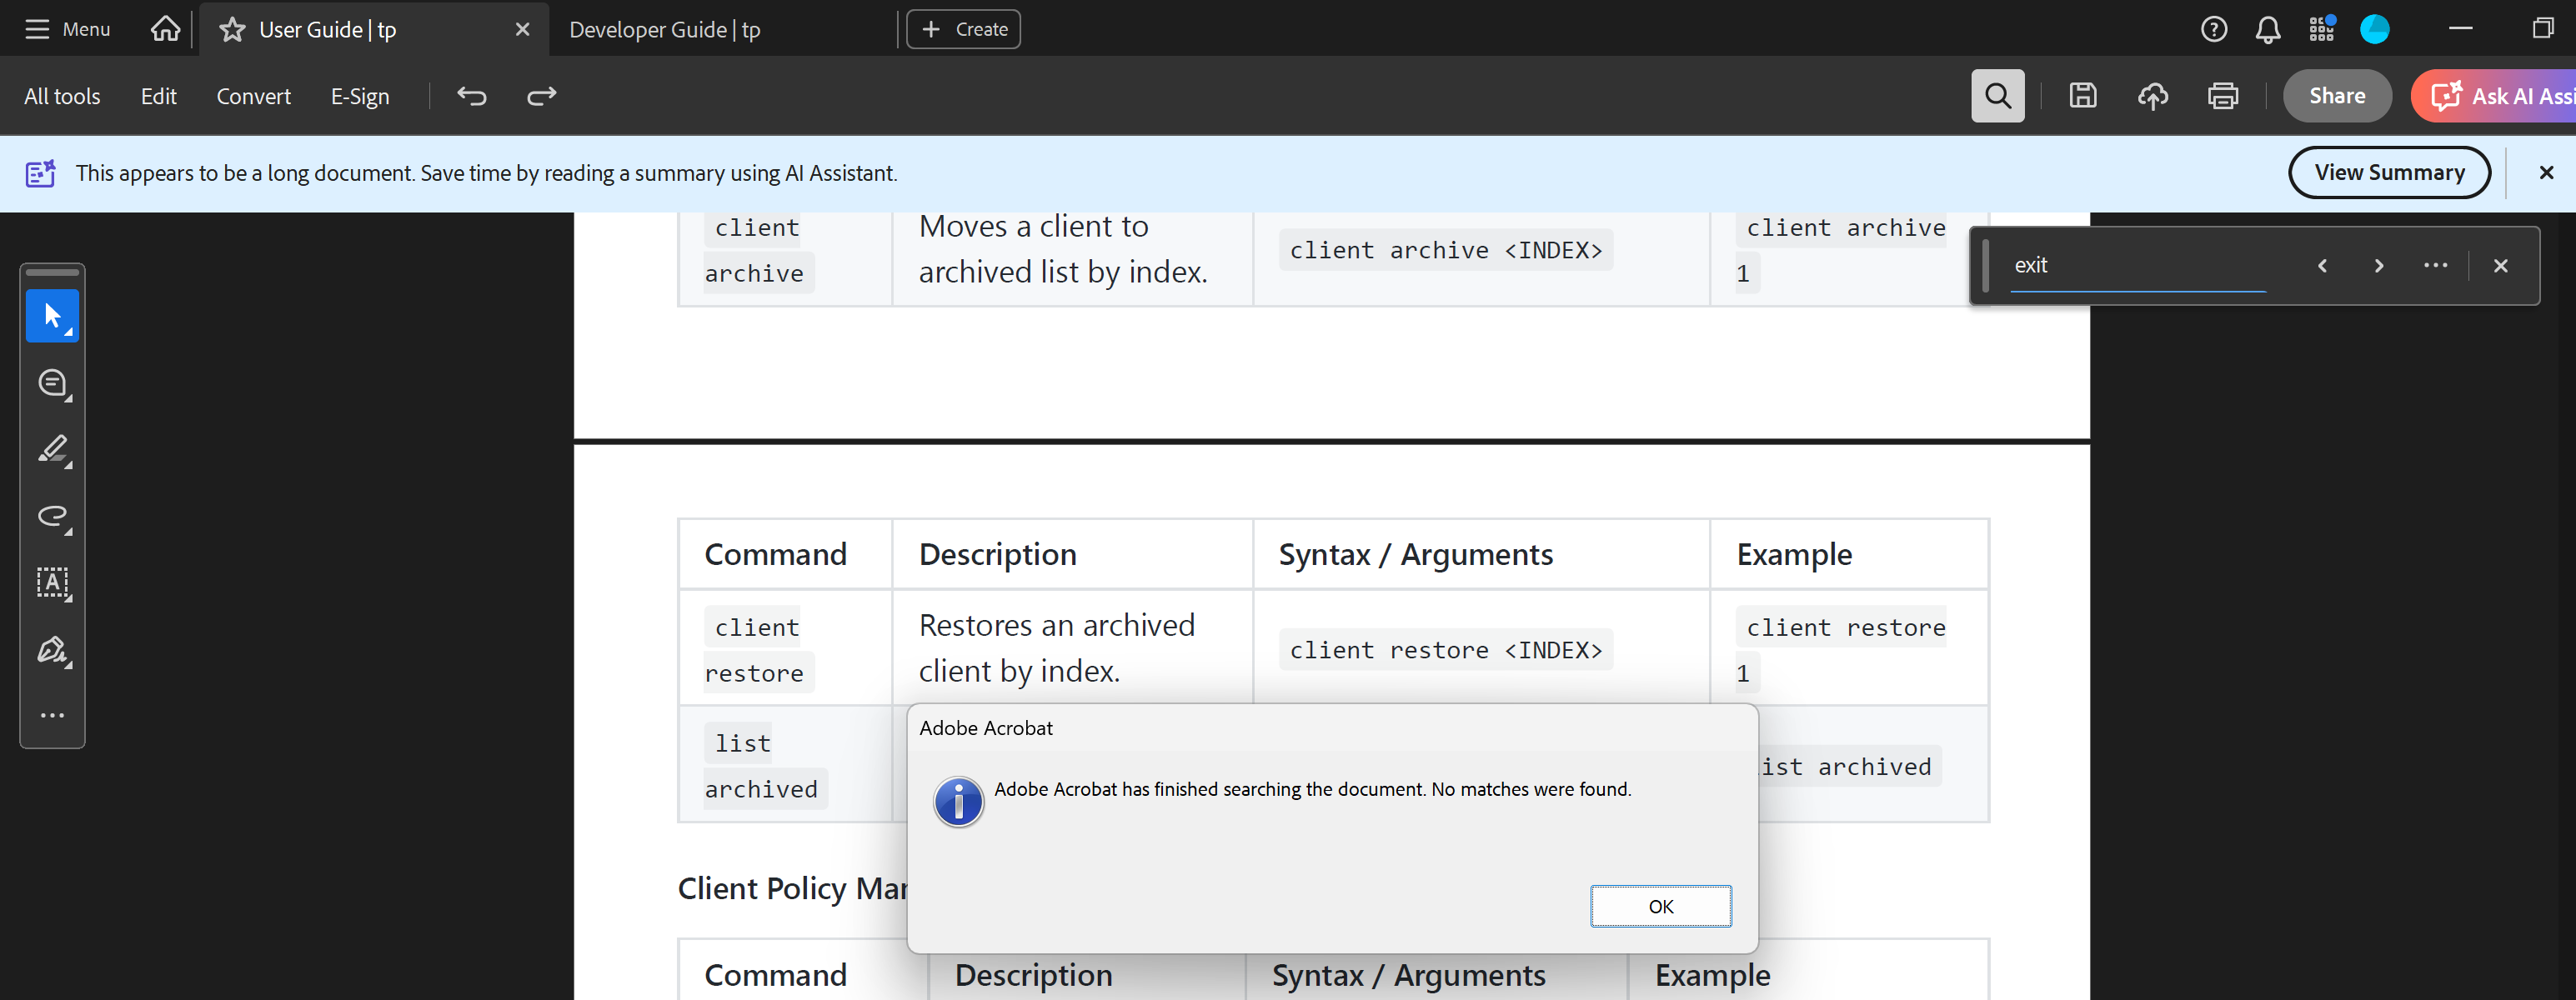 Menu
User Guide | tp
Developer Guide | tp
Create
All tools
Edit
Convert
E-Sign
Share
Ask AI Assi
This appears to be a long document. Save time by reading a summary using AI Assistant.
View Summary
client archive
Moves a client to
archived list by index.
client archive <INDEX>
client archive
1
exit
Command
Description
Syntax / Arguments
Example
client
restore
Restores an archived
client by index.
client restore <INDEX>
client restore
1
list
archived
ist archived
Adobe Acrobat
Adobe Acrobat has finished searching the document. No matches were found.
OK
Client Policy Mar
Command
Description
Syntax / Arguments
Example